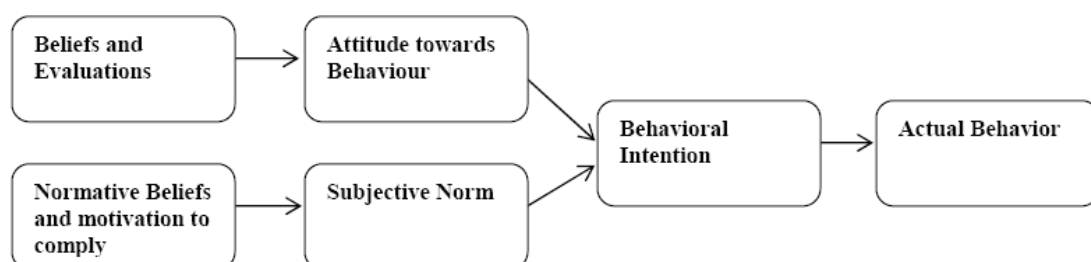 Beliefs and
Evaluations
Attitude towards
Behaviour
Behavioral
Intention
Actual Behavior
Normative Beliefs
and motivation to
comply
Subjective Norm